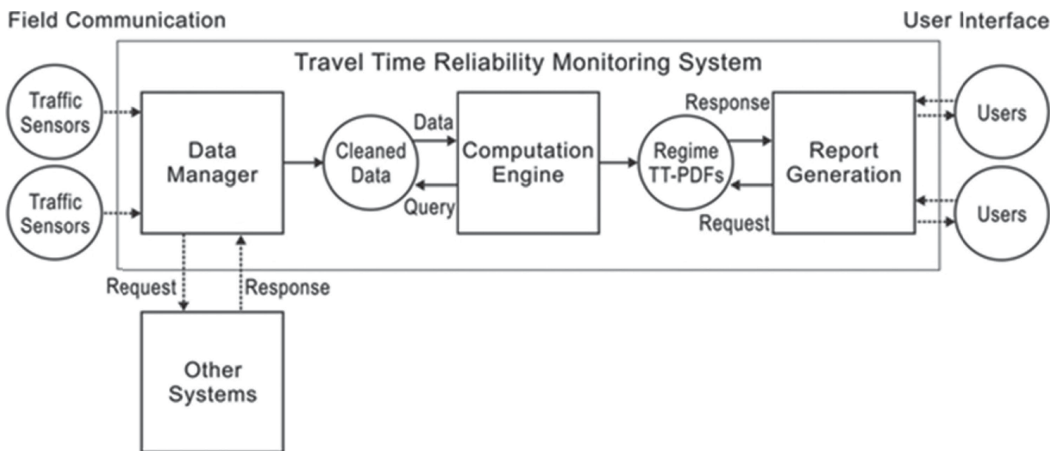 Field Communication
User Interface
Travel Time Reliability Monitoring System
Traffic
Sensors
Traffic
Sensors
Data
Manager
Cleaned
Data
Data
Query
Computation
Engine
Regime
TT-PDFs
Response
Request
Report
Generation
Users
Users
Request
Response
Other
Systems